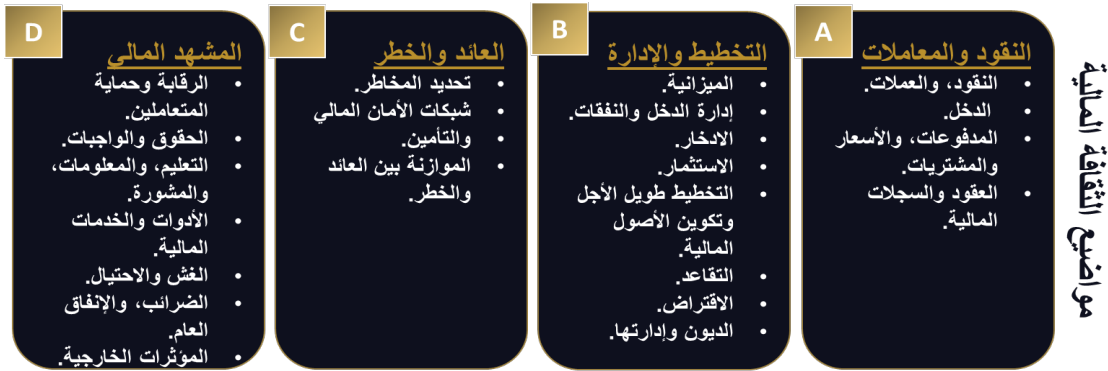 مواضيع الثقافة المالية
A
النقود والمعاملات
• النقود، والعملات.
• الدخل.
• المدفوعات، والأسعار
والمشتريات.
• العقود والسجلات
المالية.
B
التخطيط والإدارة
• الميزانية.
• إدارة الدخل والنفقات.
• الادخار.
• الاستثمار.
• التخطيط طويل الأجل
وتكوين الأصول
المالية.
• التقاعد.
• الاقتراض.
• الديون وإدارتها.
C
العائد والخطر
• تحديد المخاطر.
• شبكات الأمان المالي
والتأمين.
• الموازنة بين العائد
والخطر.
D
المشهد المالي
• الرقابة وحماية
المتعاملين.
• الحقوق والواجبات.
• التعليم، والمعلومات،
والمشورة.
• الأدوات والخدمات
المالية.
• الغش والاحتيال.
• الضرائب، والإنفاق
العام.
• المؤثرات الخارجية.